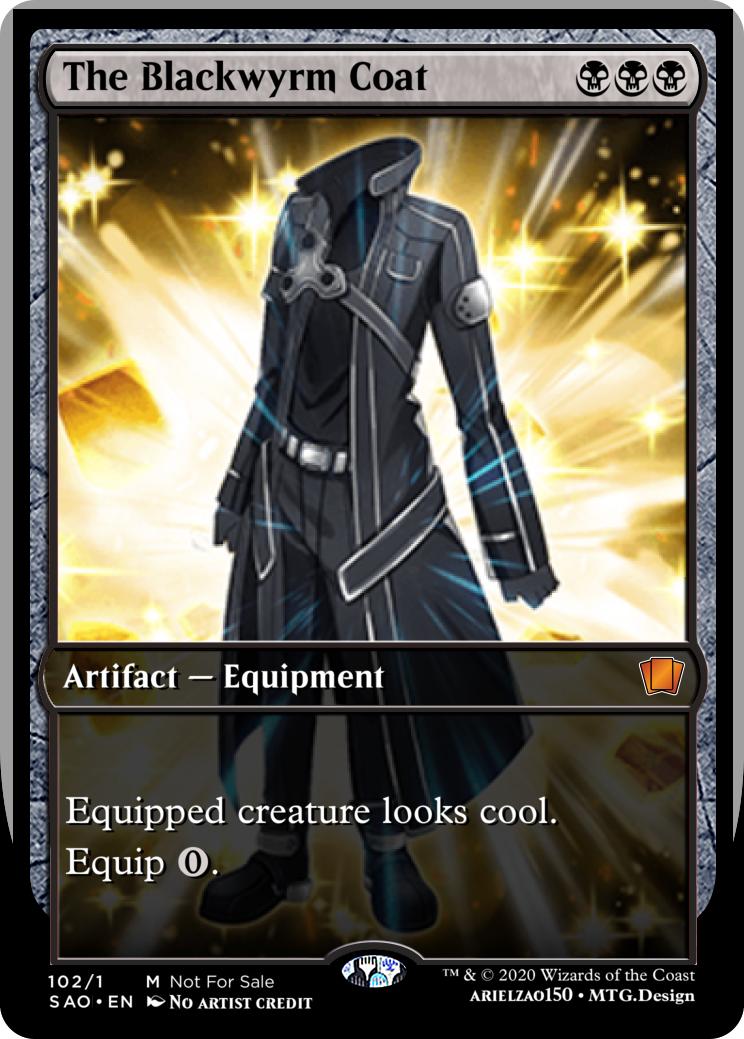 The Blackwyrm Coat
Artifact — Equipment
Equipped creature looks cool.
Equip 0.
102/1 M Not For Sale
SAO • EN No artist credit
™ & © 2020 Wizards of the Coast
arielzao150 • MTG.Design